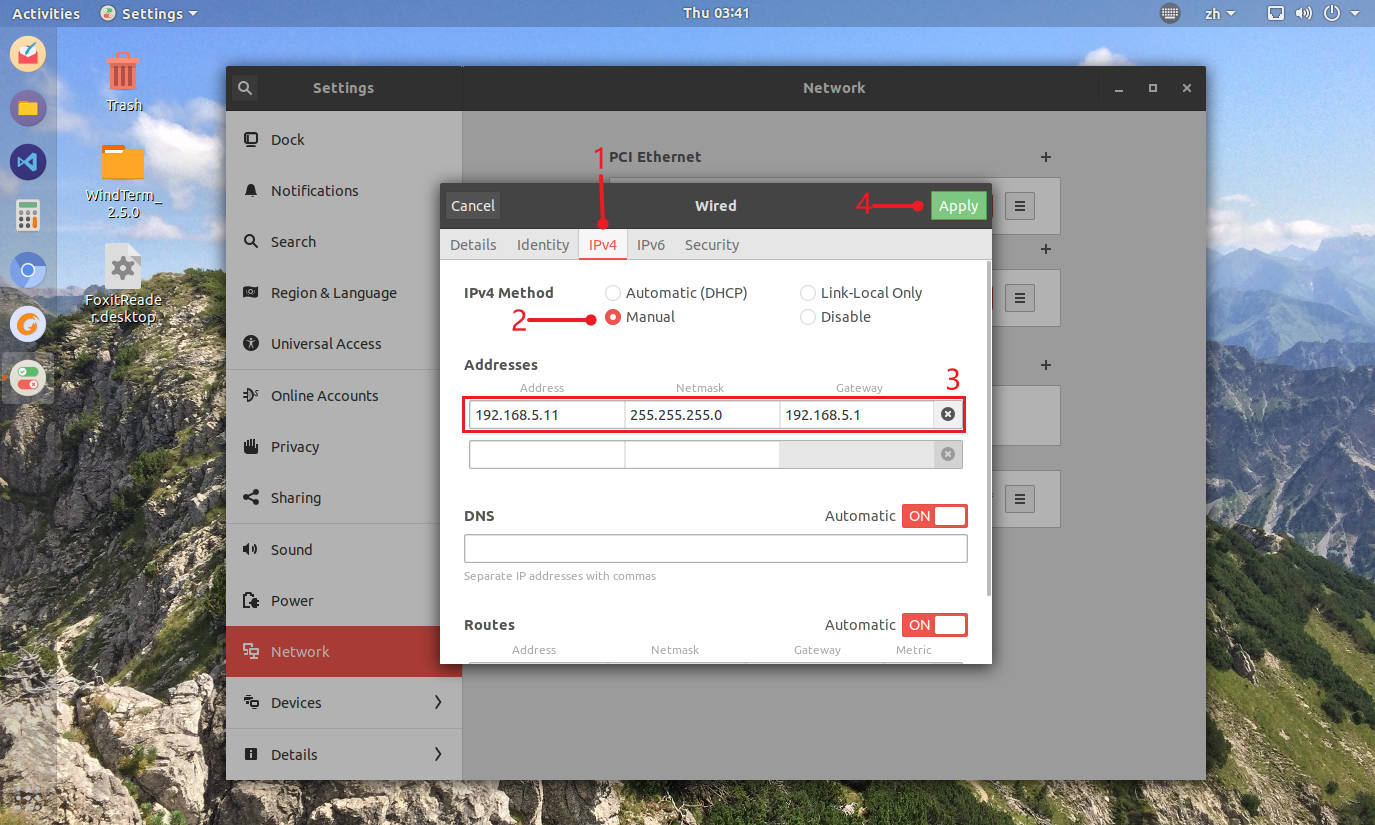 Activities Settings Thu 03:41 zh
Trash
WindTerm_
2.5.0
FoxitReade
r.desktop
Settings Network
Dock
Notifications
Search
Region & Language
Universal Access
Online Accounts
Privacy
Sharing
Sound
Power
Network
Devices
Details
1 PCI Ethernet
Cancel Wired 4 Apply
Details Identity IPv4 IPv6 Security
IPv4 Method Automatic (DHCP) Link-Local Only
2 Manual Disable
Addresses
Address Netmask Gateway 3
192.168.5.11 255.255.255.0 192.168.5.1
DNS Automatic ON
Separate IP addresses with commas
Routes Automatic ON
Address Netmask Gateway Metric